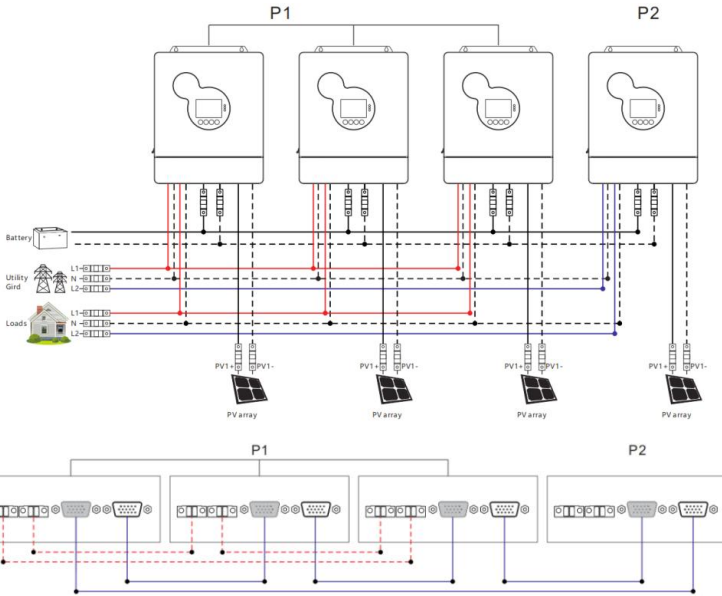 P1 P2
Battery
L1
Utility N
Gird L2
L1
Loads N
L2
PV1+ PV1- PV1+ PV1- PV1+ PV1- PV1+ PV1-
PV array PV array PV array PV array
P1 P2